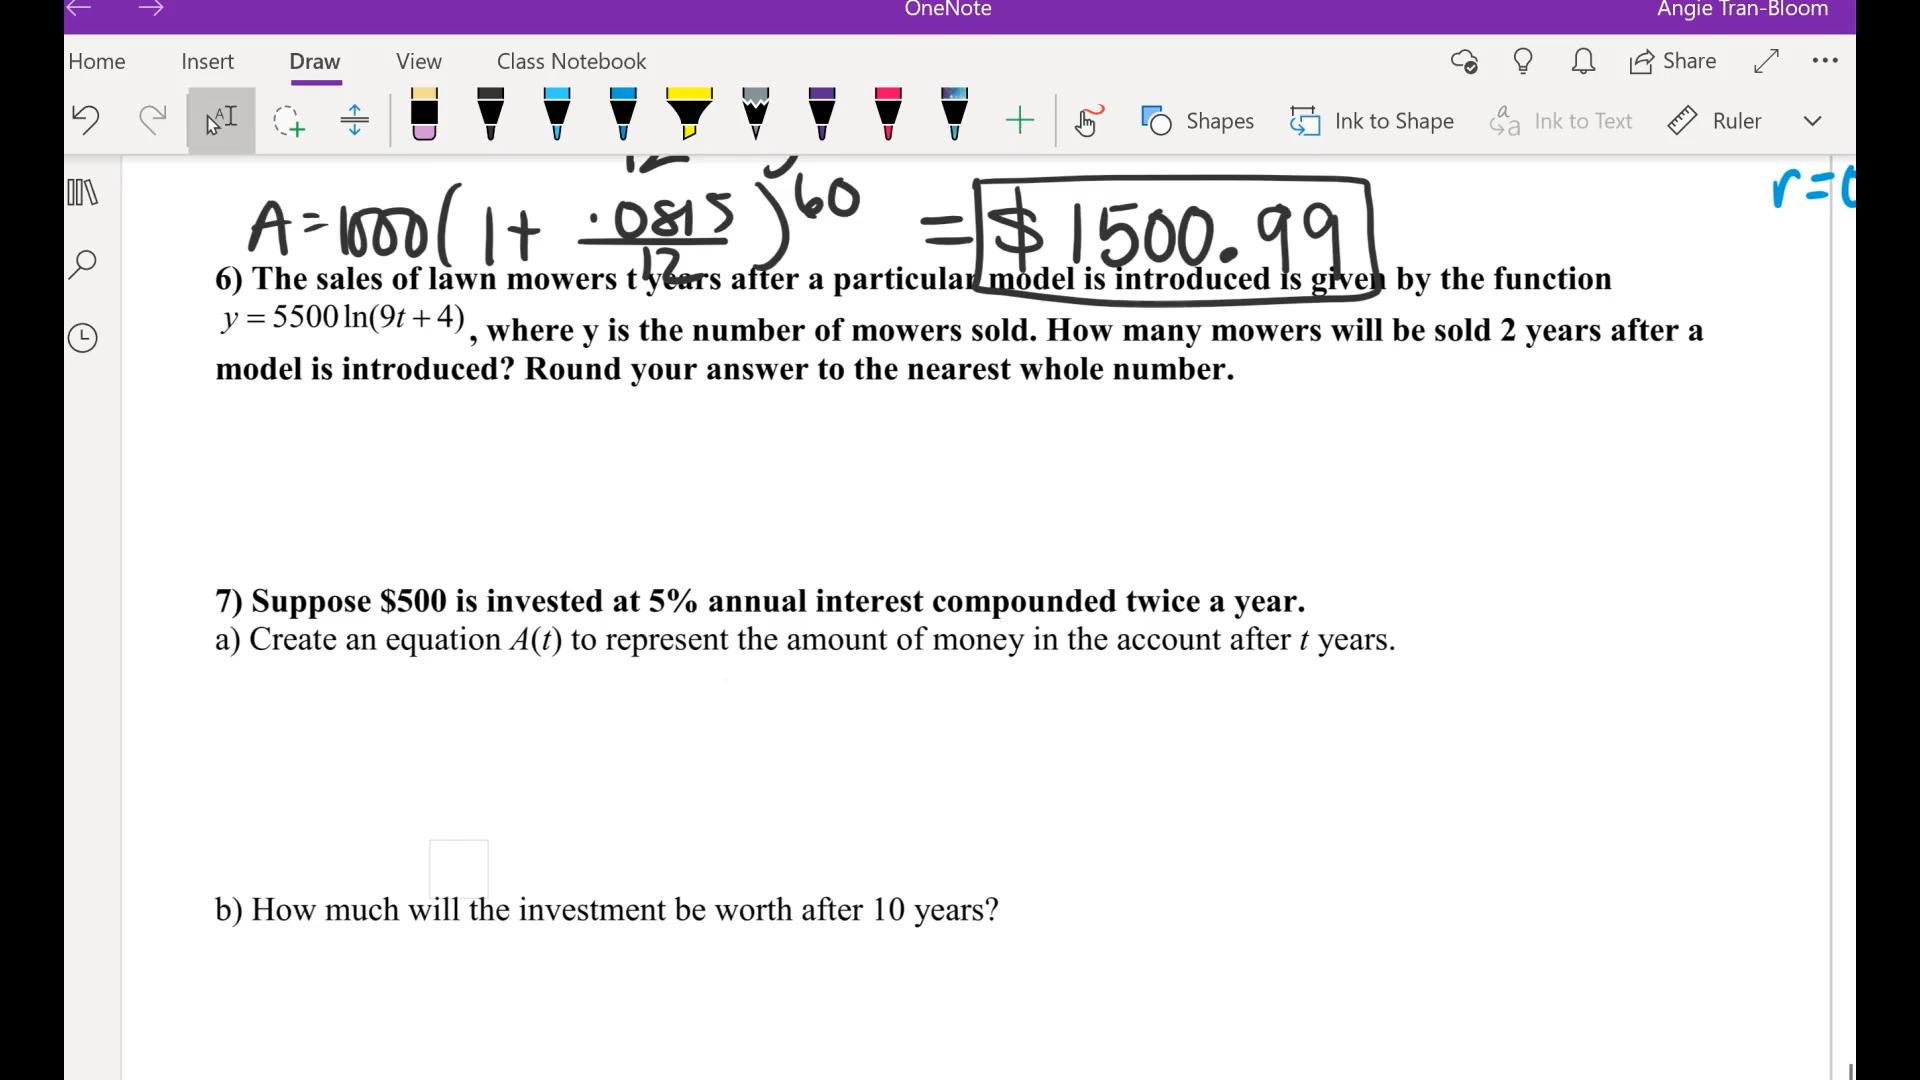 OneNote
Angie Tran-Bloom
Home Insert Draw View Class Notebook Share
Shapes Ink to Shape Ink to Text Ruler
12
r=0
A=1000(1+ .0815/12)^60 = $1500.99
6) The sales of lawn mowers t years after a particular model is introduced is given by the function
y = 5500 ln(9t + 4) , where y is the number of mowers sold. How many mowers will be sold 2 years after a
model is introduced? Round your answer to the nearest whole number.
7) Suppose $500 is invested at 5% annual interest compounded twice a year.
a) Create an equation A(t) to represent the amount of money in the account after t years.
b) How much will the investment be worth after 10 years?